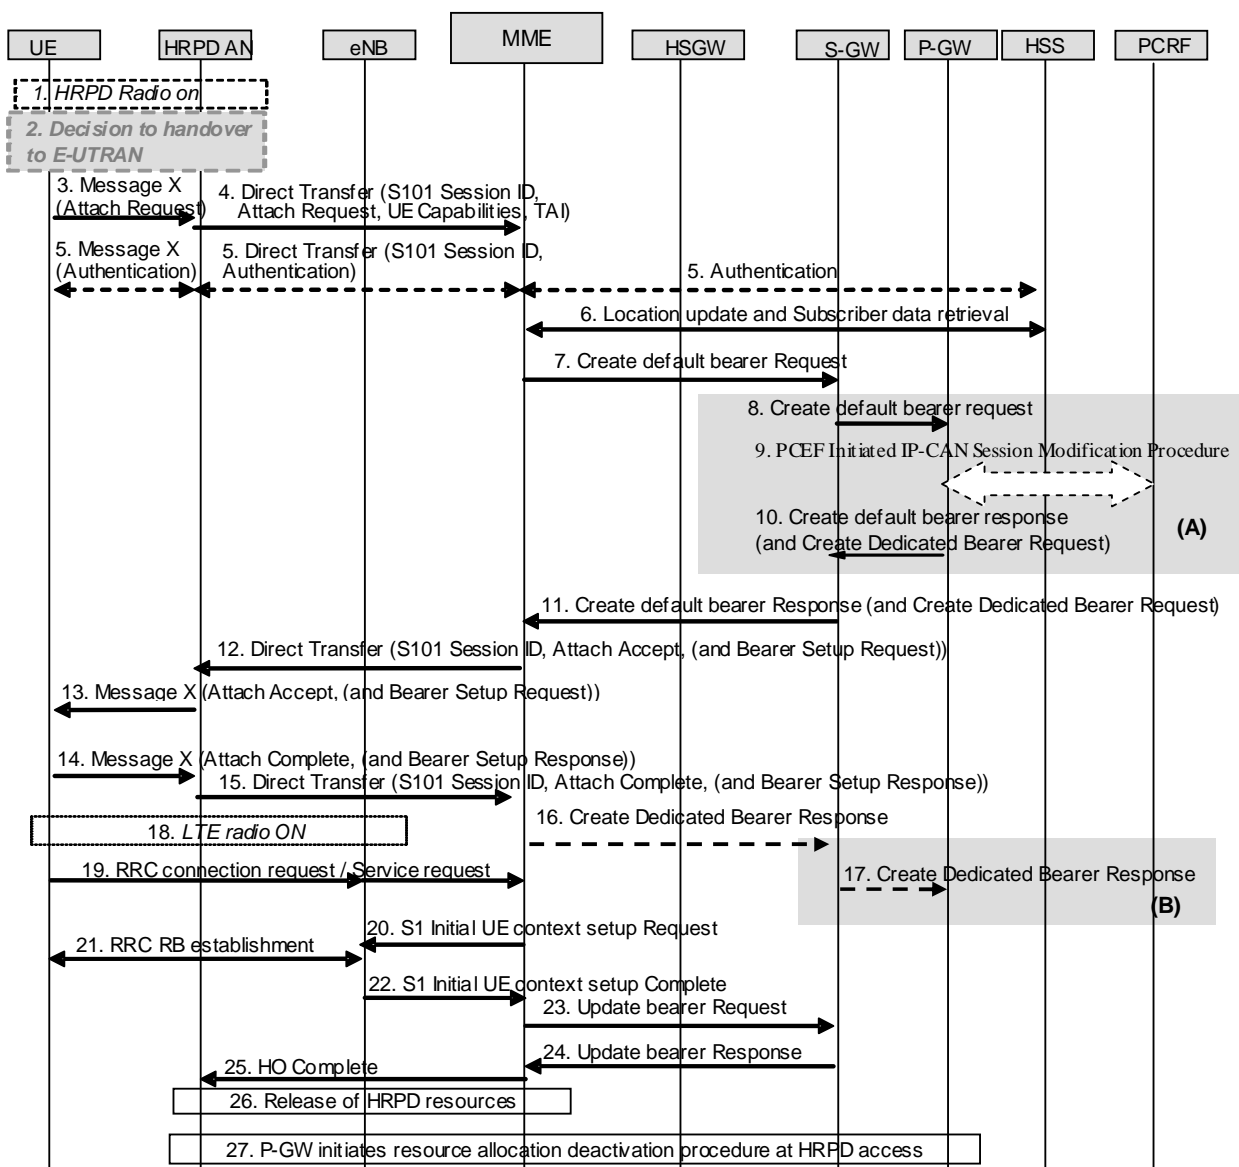 UE
HRPD AN
eNB
MME
HSGW
S-GW
P-GW
HSS
PCRF
1. HRPD Radio on
2. Decision to handover
to E-UTRAN
3. Message X
(Attach Request)
4. Direct Transfer (S101 Session ID,
Attach Request, UE Capabilities, TAI)
5. Message X
(Authentication)
5. Direct Transfer (S101 Session ID,
Authentication)
5. Authentication
6. Location update and Subscriber data retrieval
7. Create default bearer Request
8. Create default bearer request
9. PCEF Initiated IP-CAN Session Modification Procedure
10. Create default bearer response
(and Create Dedicated Bearer Request)
(A)
11. Create default bearer Response (and Create Dedicated Bearer Request)
12. Direct Transfer (S101 Session ID, Attach Accept, (and Bearer Setup Request))
13. Message X (Attach Accept, (and Bearer Setup Request))
14. Message X (Attach Complete, (and Bearer Setup Response))
15. Direct Transfer (S101 Session ID, Attach Complete, (and Bearer Setup Response))
16. Create Dedicated Bearer Response
18. LTE radio ON
17. Create Dedicated Bearer Response
(B)
19. RRC connection request / Service request
20. S1 Initial UE context setup Request
21. RRC RB establishment
22. S1 Initial UE context setup Complete
23. Update bearer Request
24. Update bearer Response
25. HO Complete
26. Release of HRPD resources
27. P-GW initiates resource allocation deactivation procedure at HRPD access